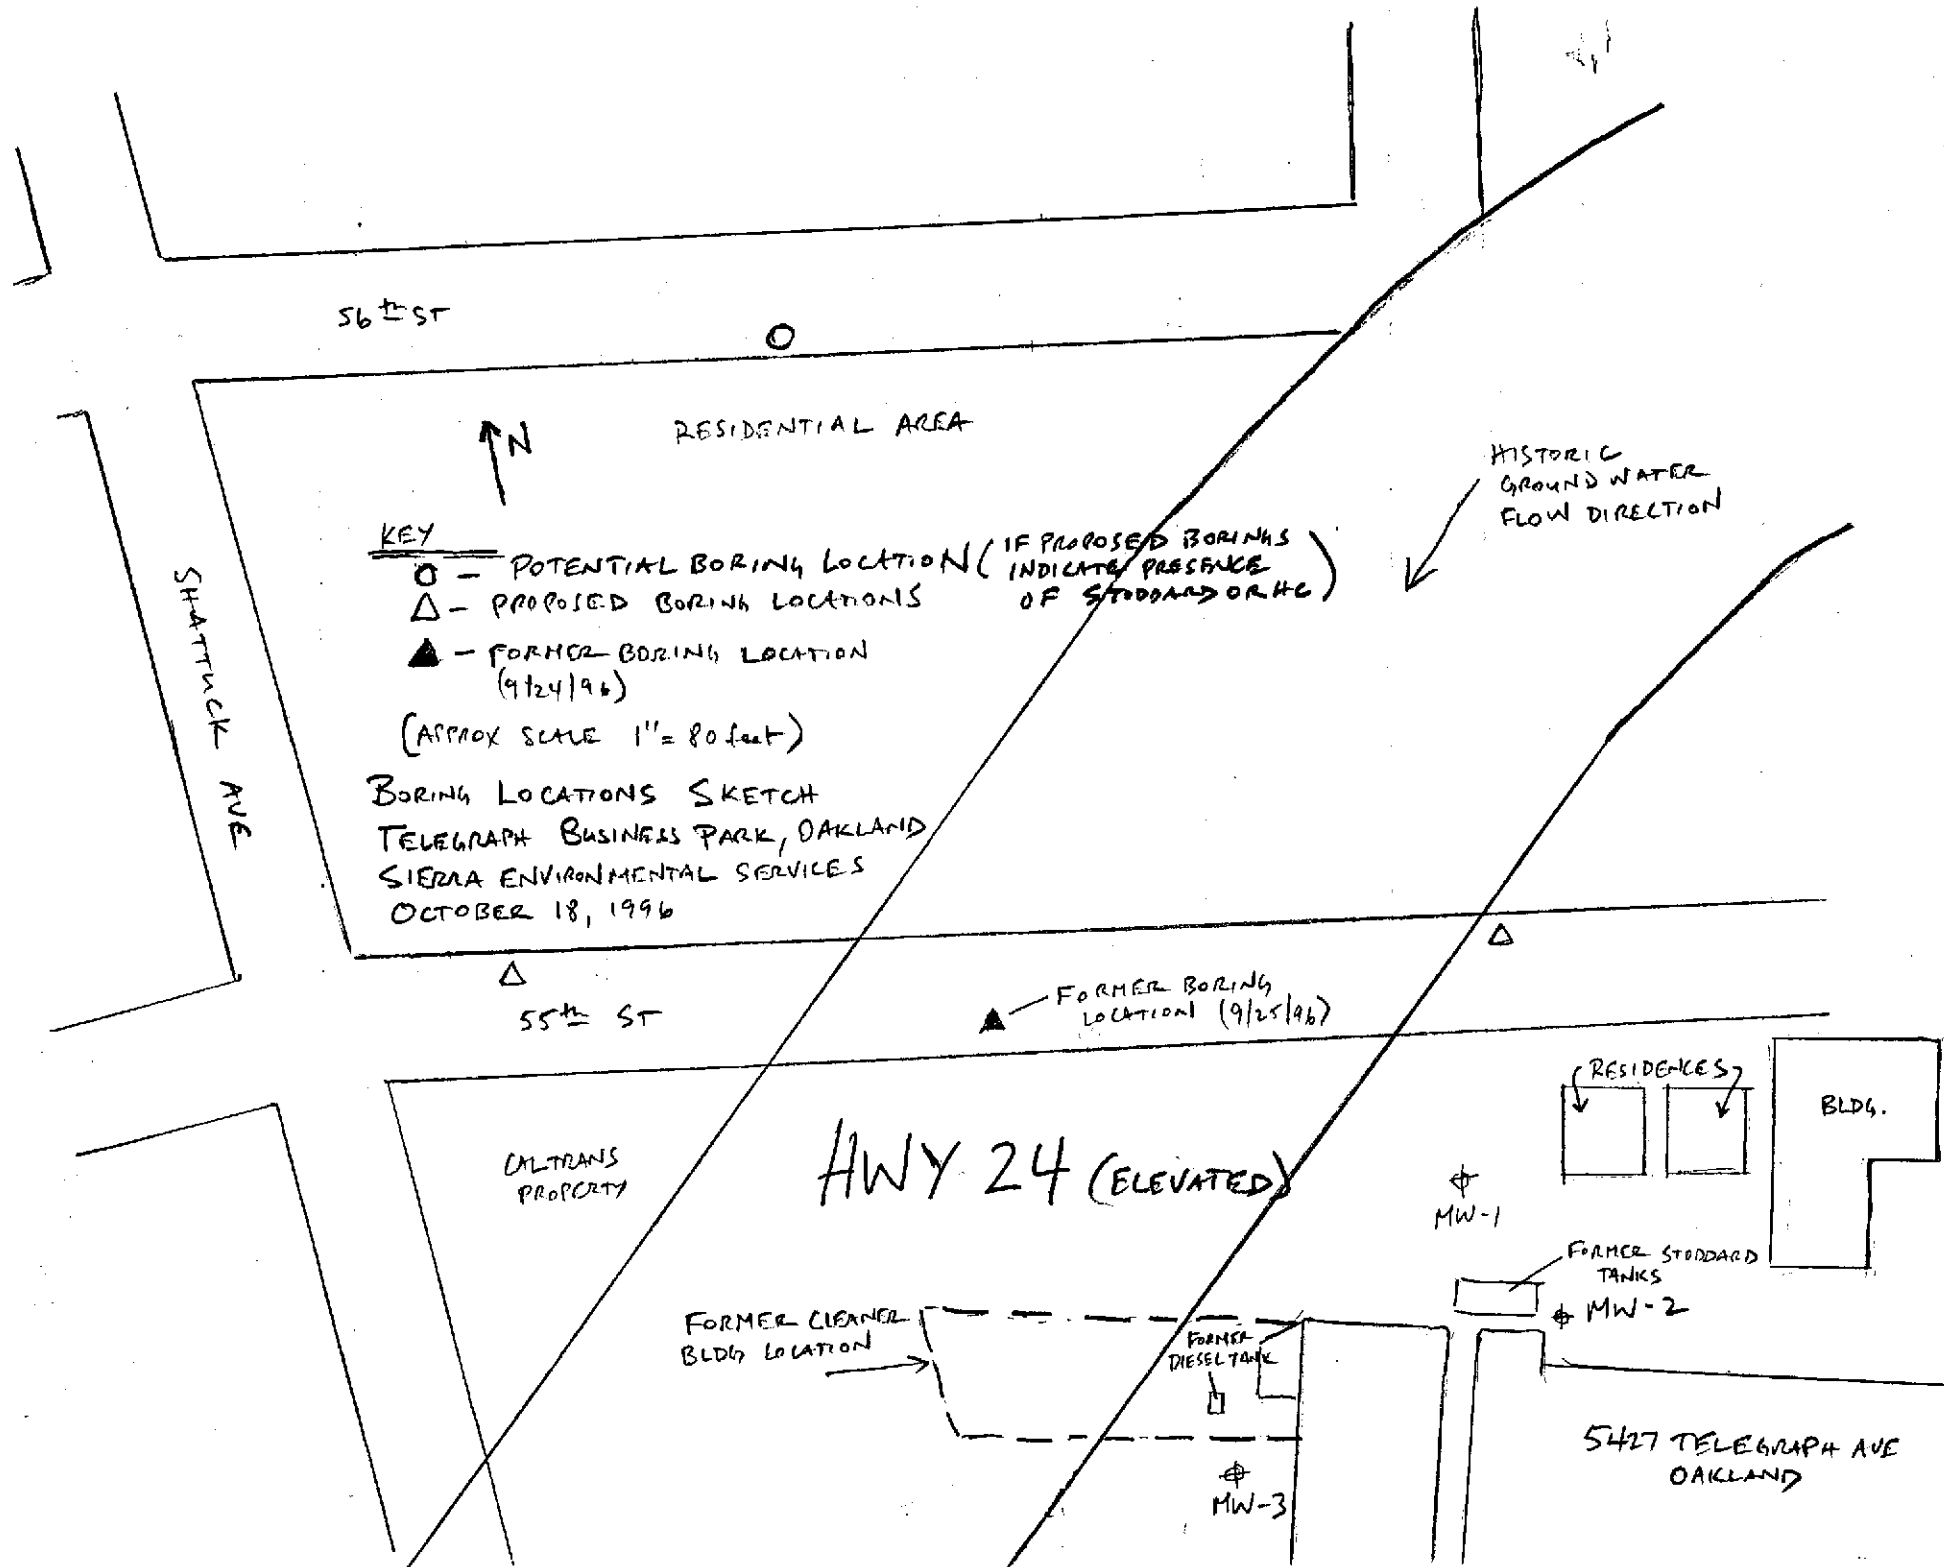 56th ST
N
RESIDENTIAL AREA
HISTORIC
GROUND WATER
FLOW DIRECTION
KEY
O - POTENTIAL BORING LOCATION (IF PROPOSED BORINGS
INDICATE PRESENCE
OF STODDARD OR HC)
△ - PROPOSED BORING LOCATIONS
▲ - FORMER BORING LOCATION
(9/24/96)
(APPROX SCALE 1"= 80 feet)
SHATTUCK AVE
BORING LOCATIONS SKETCH
TELEGRAPH BUSINESS PARK, OAKLAND
SIERRA ENVIRONMENTAL SERVICES
OCTOBER 18, 1996
55th ST
FORMER BORING
LOCATION (9/25/96)
RESIDENCES
BLDG.
CALTRANS
PROPERTY
HWY 24 (ELEVATED)
MW-1
FORMER STODDARD
TANKS
MW-2
FORMER CLEANER
BLDG LOCATION
FORMER
DIESEL TANK
MW-3
5427 TELEGRAPH AVE
OAKLAND